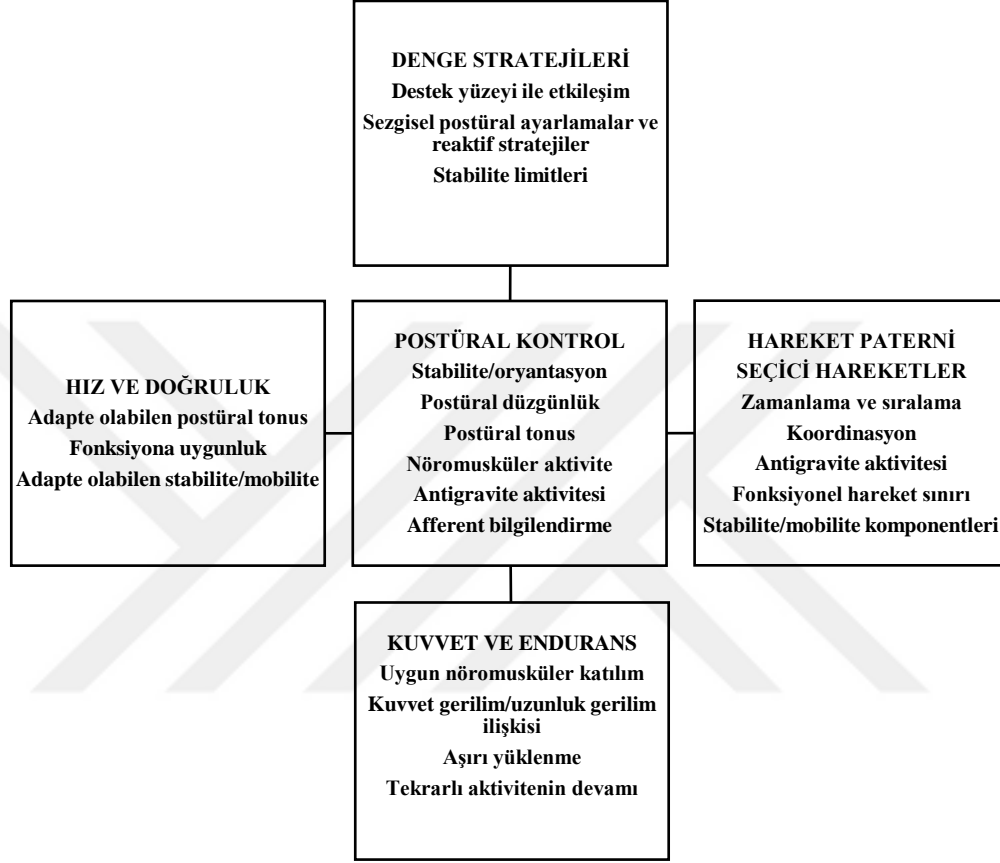 DENGE STRATEJİLERİ
Destek yüzeyi ile etkileşim
Sezgisel postüral ayarlamalar ve
reaktif stratejiler
Stabilite limitleri
HIZ VE DOĞRULUK
Adapte olabilen postüral tonus
Fonksiyona uygunluk
Adapte olabilen stabilite/mobilite
POSTÜRAL KONTROL
Stabilite/oryantasyon
Postüral düzgünlük
Postüral tonus
Nöromusküler aktivite
Antigravite aktivitesi
Afferent bilgilendirme
HAREKET PATERNİ
SEÇİCİ HAREKETLER
Zamanlama ve sıralama
Koordinasyon
Antigravite aktivitesi
Fonksiyonel hareket sınırı
Stabilite/mobilite komponentleri
KUVVET VE ENDURANS
Uygun nöromusküler katılım
Kuvvet gerilim/uzunluk gerilim
ilişkisi
Aşırı yüklenme
Tekrarlı aktivitenin devamı